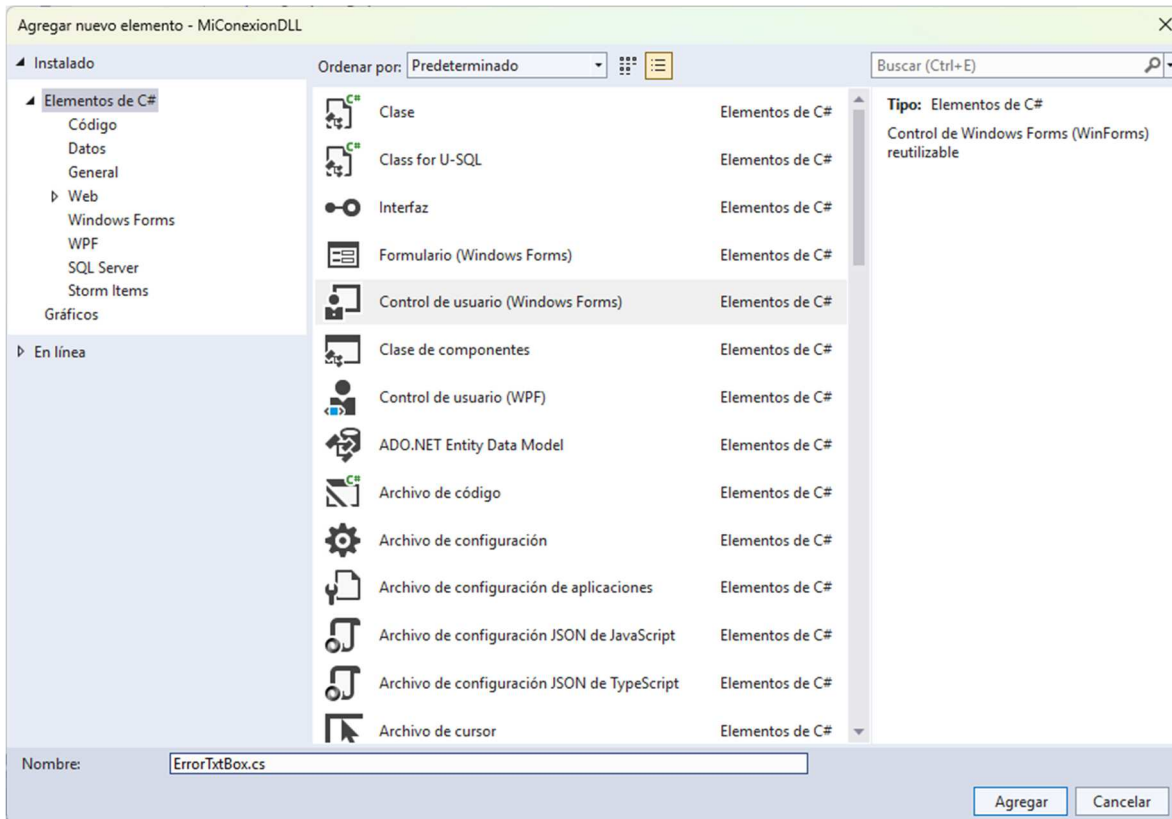 Agregar nuevo elemento - MiConexionDLL
Instalado
Elementos de C#
Código
Datos
General
Web
Windows Forms
WPF
SQL Server
Storm Items
Gráficos
En línea
Ordenar por: Predeterminado
Clase Elementos de C#
Class for U-SQL Elementos de C#
Interfaz Elementos de C#
Formulario (Windows Forms) Elementos de C#
Control de usuario (Windows Forms) Elementos de C#
Clase de componentes Elementos de C#
Control de usuario (WPF) Elementos de C#
ADO.NET Entity Data Model Elementos de C#
Archivo de código Elementos de C#
Archivo de configuración Elementos de C#
Archivo de configuración de aplicaciones Elementos de C#
Archivo de configuración JSON de JavaScript Elementos de C#
Archivo de configuración JSON de TypeScript Elementos de C#
Archivo de cursor Elementos de C#
Buscar (Ctrl+E)
Tipo: Elementos de C#
Control de Windows Forms (WinForms)
reutilizable
Nombre: ErrorTxtBox.cs
Agregar Cancelar